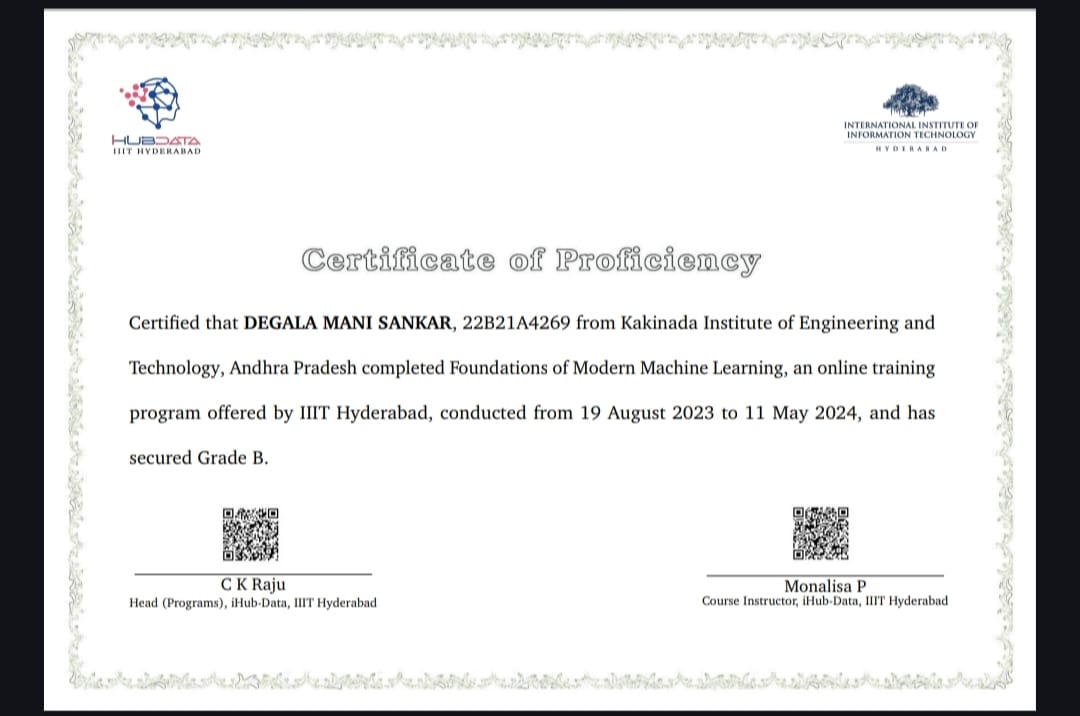 HUBDATA
IIIT HYDERABAD
INTERNATIONAL INSTITUTE OF
INFORMATION TECHNOLOGY
HYDERABAD
Certificate of Proficiency
Certified that DEGALA MANI SANKAR, 22B21A4269 from Kakinada Institute of Engineering and
Technology, Andhra Pradesh completed Foundations of Modern Machine Learning, an online training
program offered by IIIT Hyderabad, conducted from 19 August 2023 to 11 May 2024, and has
secured Grade B.
C K Raju
Head (Programs), iHub-Data, IIIT Hyderabad
Monalisa P
Course Instructor, iHub-Data, IIIT Hyderabad